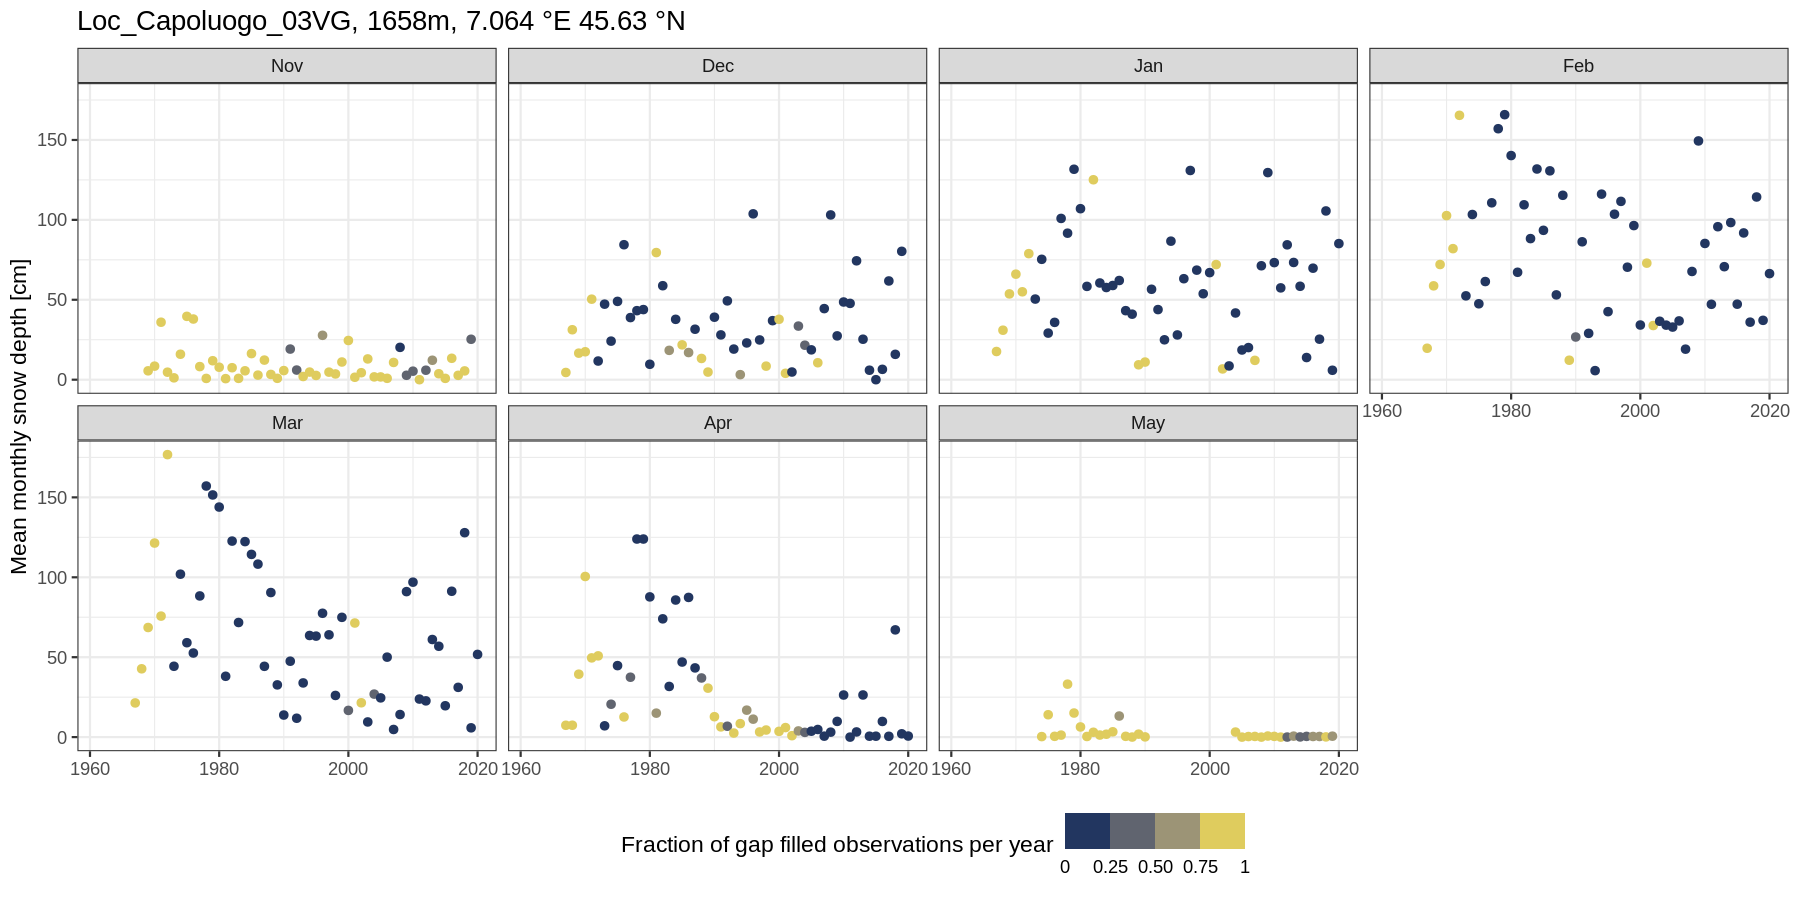 Loc_Capoluogo_03VG, 1658m, 7.064 °E 45.63 °N
Nov Dec Jan Feb
Mean monthly snow depth [cm]
150
100
50
0
1960 1980 2000 2020
Mar Apr May
150
100
50
0
1960 1980 2000 2020 1960 1980 2000 2020 1960 1980 2000 2020
Fraction of gap filled observations per year
0 0.25 0.50 0.75 1